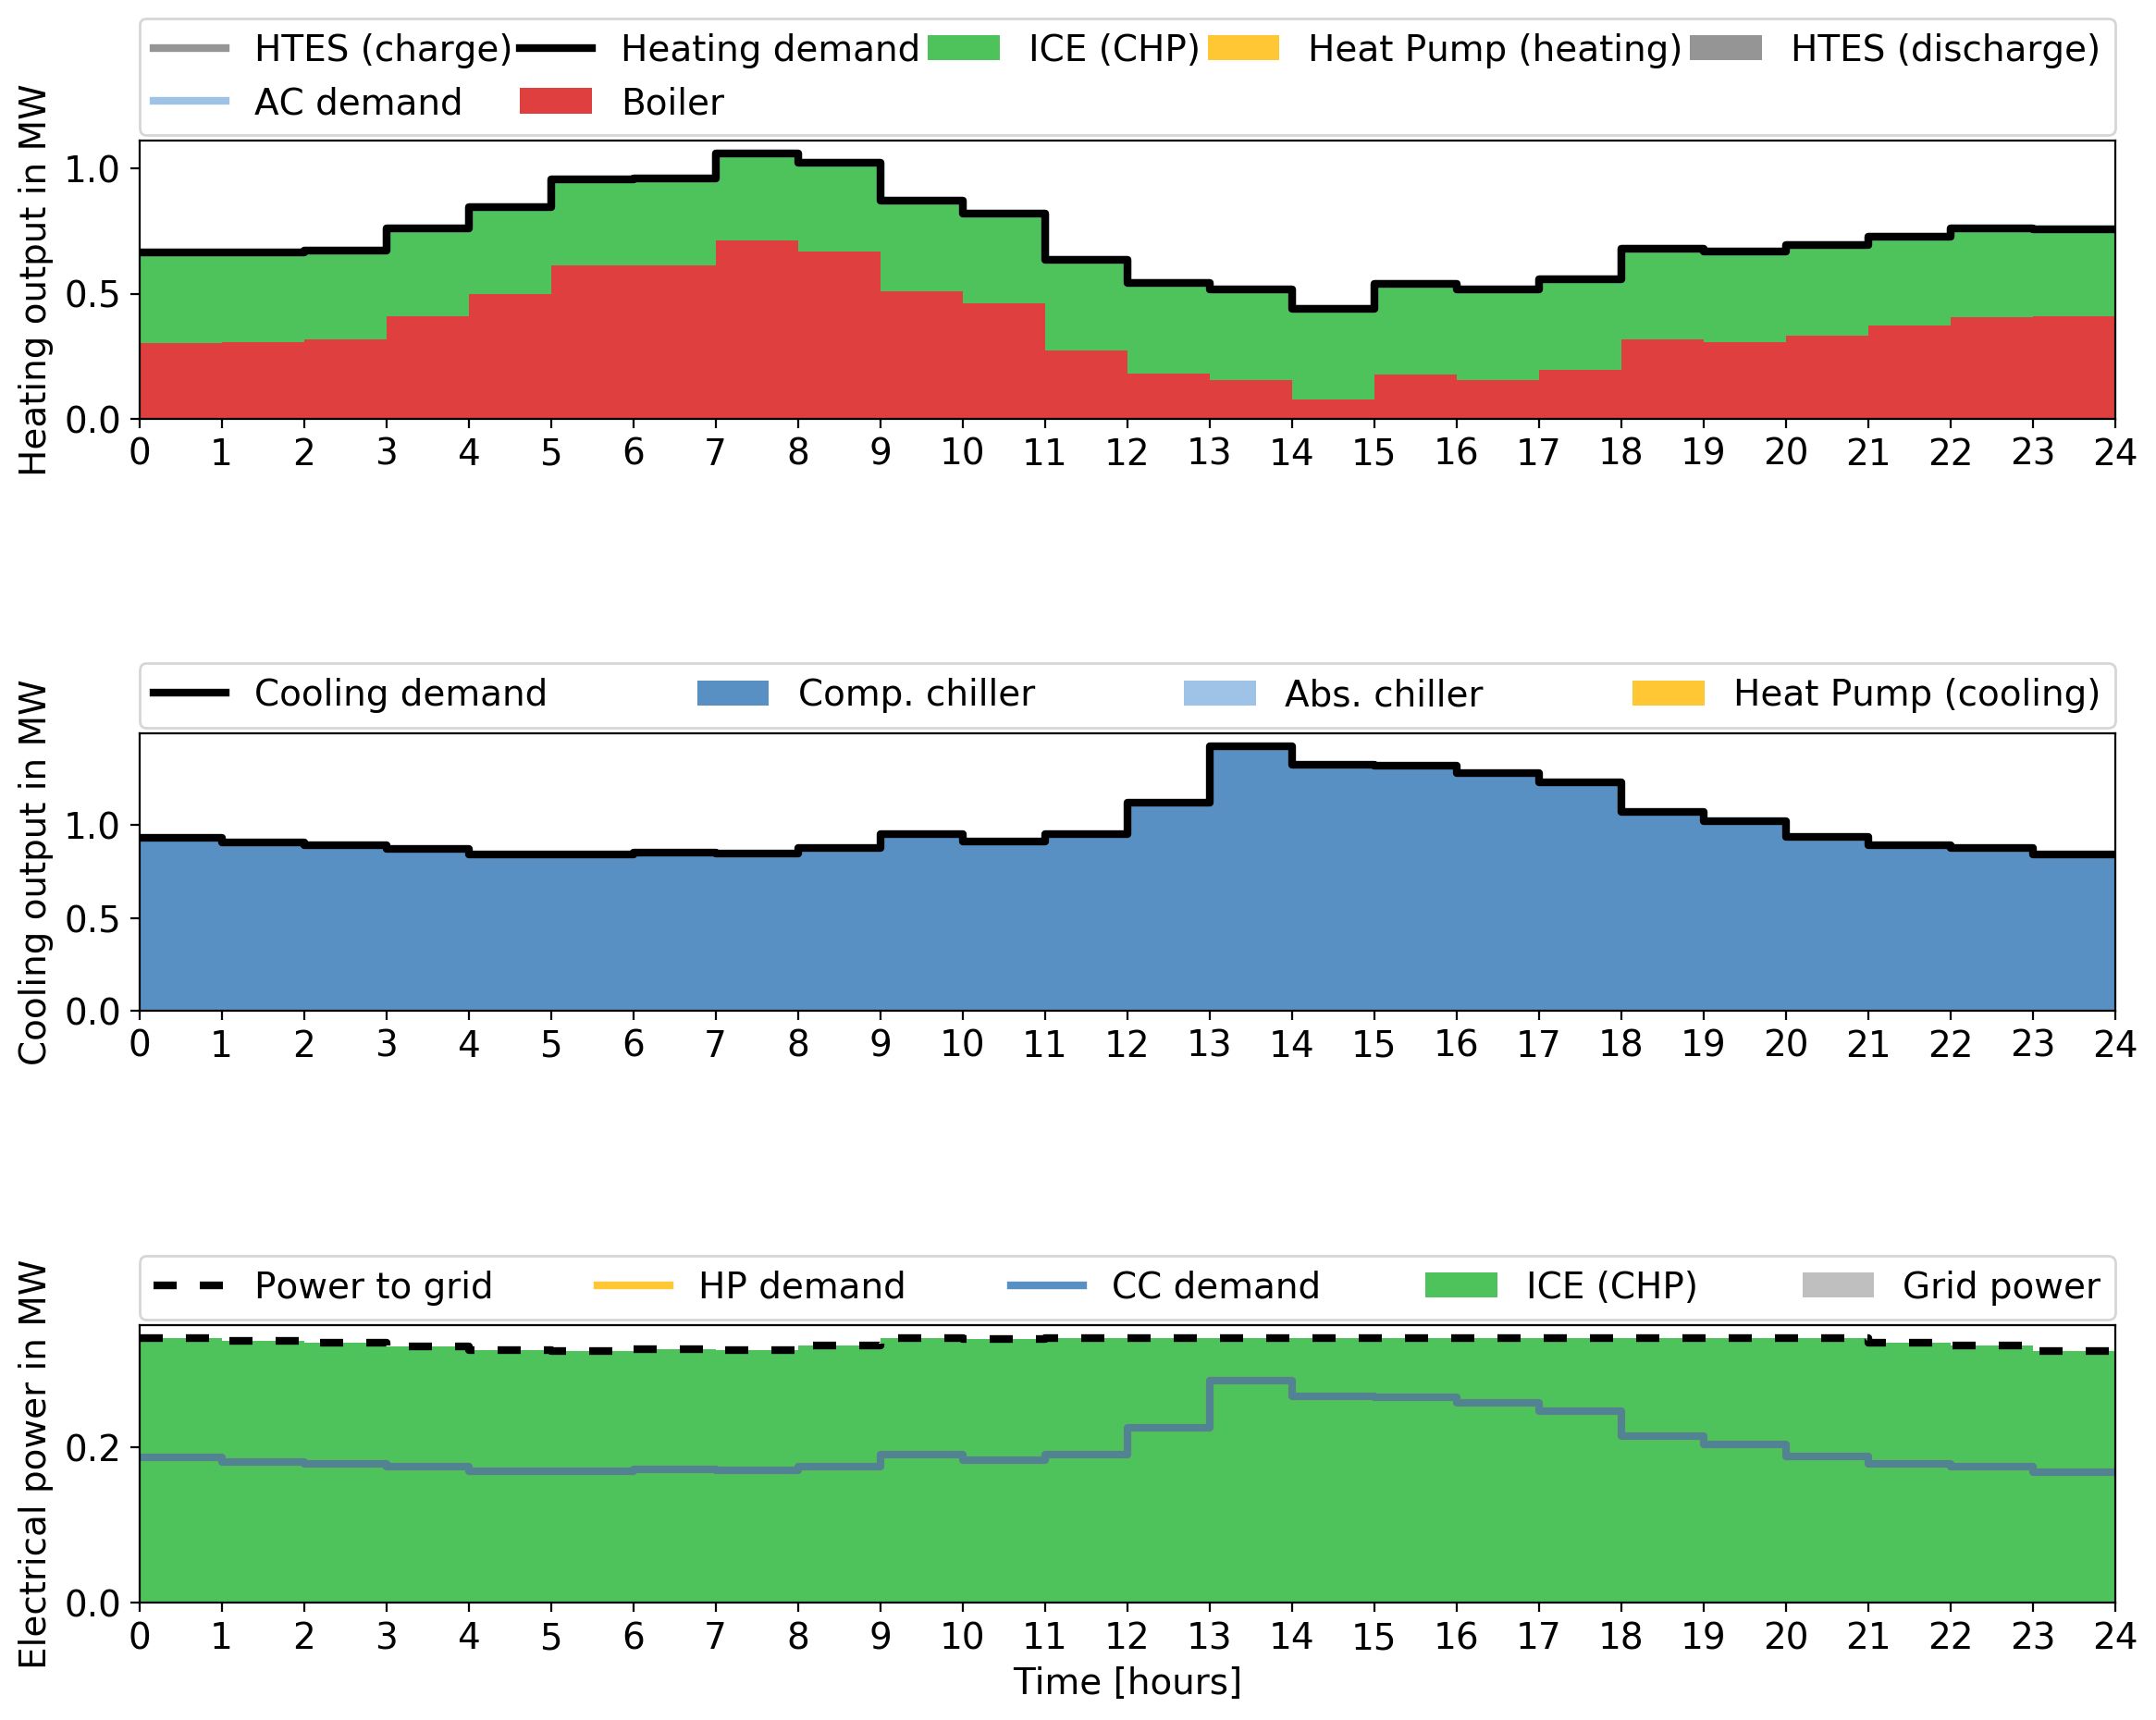 HTES (charge) Heating demand ICE (CHP) Heat Pump (heating) HTES (discharge)
AC demand Boiler
Heating output in MW
1.0
0.5
0.0
0 1 2 3 4 5 6 7 8 9 10 11 12 13 14 15 16 17 18 19 20 21 22 23 24
Cooling demand Comp. chiller Abs. chiller Heat Pump (cooling)
Cooling output in MW
1.0
0.5
0.0
0 1 2 3 4 5 6 7 8 9 10 11 12 13 14 15 16 17 18 19 20 21 22 23 24
Power to grid HP demand CC demand ICE (CHP) Grid power
Electrical power in MW
0.2
0.0
0 1 2 3 4 5 6 7 8 9 10 11 12 13 14 15 16 17 18 19 20 21 22 23 24
Time [hours]